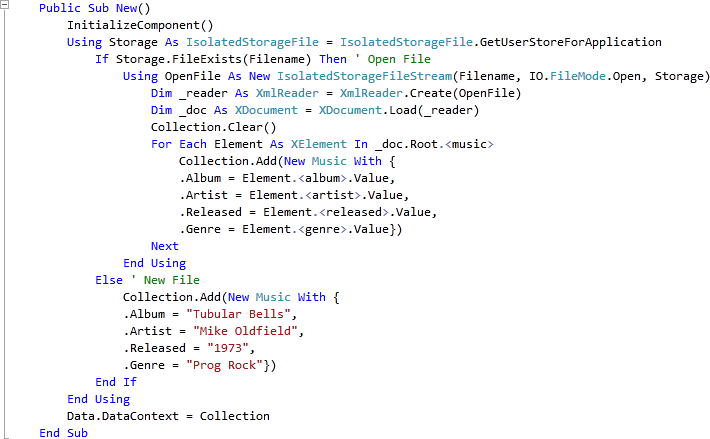 Public Sub New()
    InitializeComponent()
    Using Storage As IsolatedStorageFile = IsolatedStorageFile.GetUserStoreForApplication
        If Storage.FileExists(Filename) Then ' Open File
            Using OpenFile As New IsolatedStorageFileStream(Filename, IO.FileMode.Open, Storage)
                Dim _reader As XmlReader = XmlReader.Create(OpenFile)
                Dim _doc As XDocument = XDocument.Load(_reader)
                Collection.Clear()
                For Each Element As XElement In _doc.Root.<music>
                    Collection.Add(New Music With {
                    .Album = Element.<album>.Value,
                    .Artist = Element.<artist>.Value,
                    .Released = Element.<released>.Value,
                    .Genre = Element.<genre>.Value})
                Next
            End Using
        Else ' New File
            Collection.Add(New Music With {
            .Album = "Tubular Bells",
            .Artist = "Mike Oldfield",
            .Released = "1973",
            .Genre = "Prog Rock"})
        End If
    End Using
    Data.DataContext = Collection
End Sub